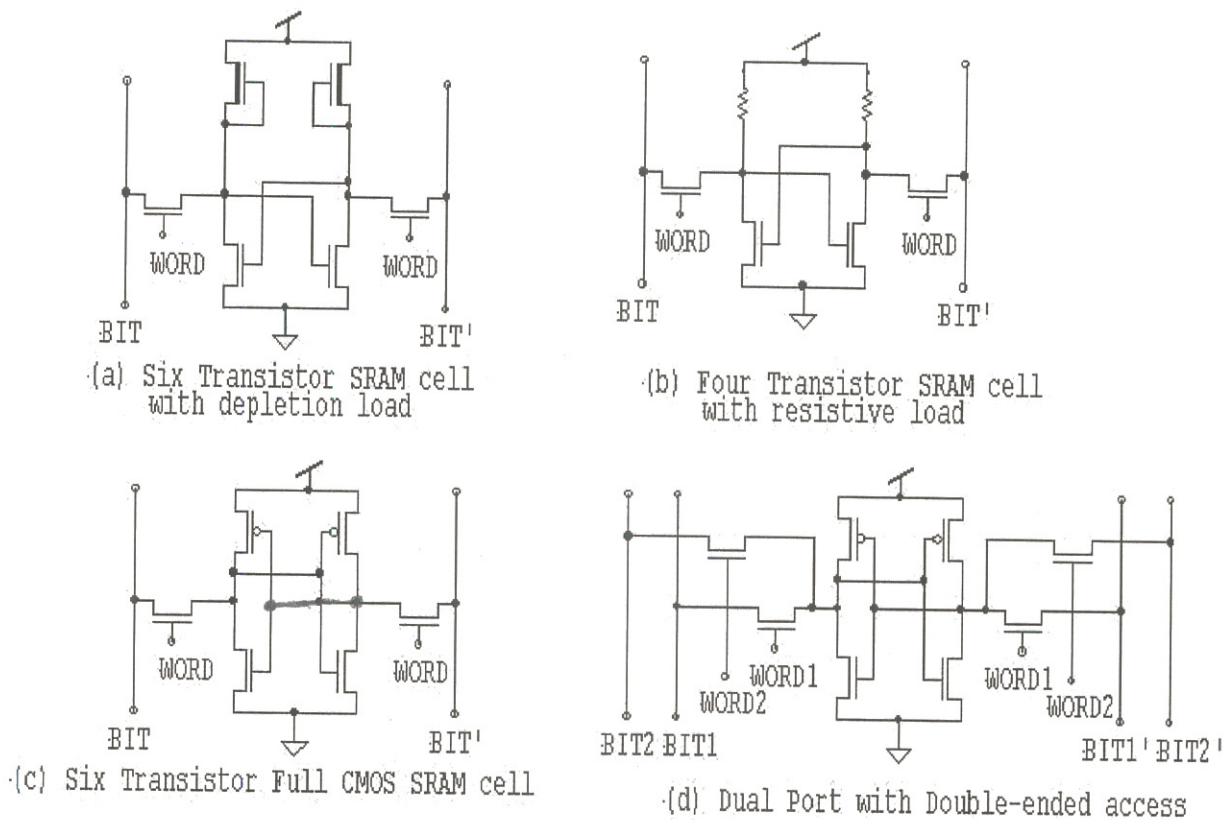 WORD
WORD
BIT
BIT'
(a) Six Transistor SRAM cell
with depletion load
WORD
WORD
BIT
BIT'
(b) Four Transistor SRAM cell
with resistive load
WORD
WORD
BIT
BIT'
(c) Six Transistor Full CMOS SRAM cell
WORD1
WORD2
WORD1
WORD2
BIT2 BIT1
BIT1' BIT2'
(d) Dual Port with Double-ended access